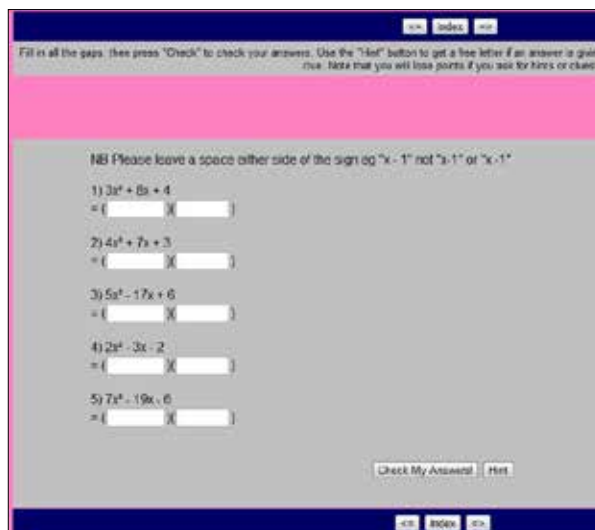 <= Index =>
Fill in all the gaps, then press "Check" to check your answers. Use the "Hint" button to get a free letter if an answer is givin
clue. Note that you will lose points if you ask for hints or clues
NB Please leave a space either side of the sign eg "x - 1" not "x-1" or "x -1"
1) 3x² + 8x + 4
= ( )( )
2) 4x² + 7x + 3
= ( )( )
3) 5x² - 17x + 6
= ( )( )
4) 2x² - 3x - 2
= ( )( )
5) 7x² - 19x - 6
= ( )( )
Check My Answers! Hint
<= Index =>